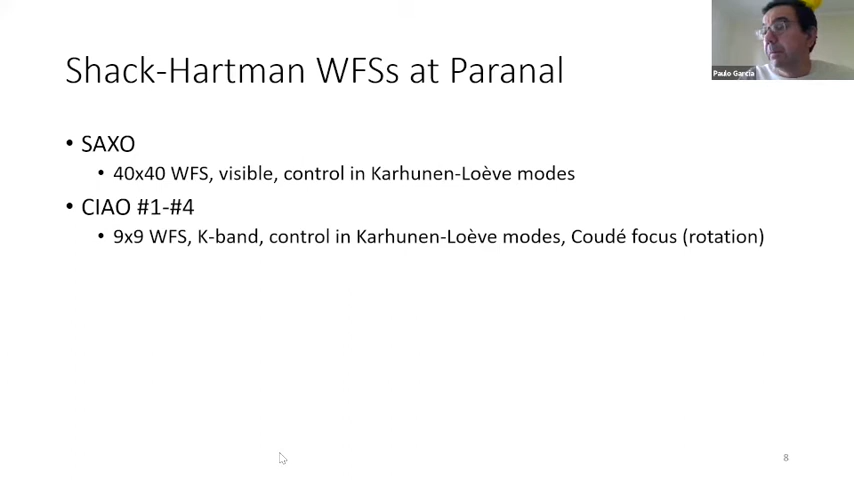 Shack-Hartman WFSs at Paranal
Paulo Garcia
• SAXO
• 40x40 WFS, visible, control in Karhunen-Loève modes
• CIAO #1-#4
• 9x9 WFS, K-band, control in Karhunen-Loève modes, Coudé focus (rotation)
8